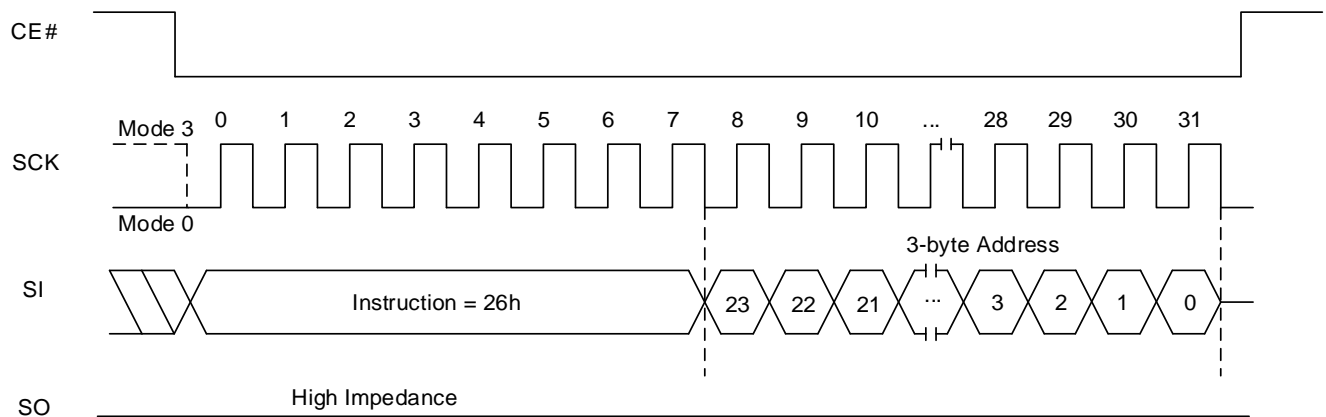 CE#
0 1 2 3 4 5 6 7 8 9 10 ... 28 29 30 31
Mode 3
SCK
Mode 0
3-byte Address
SI
Instruction = 26h 23 22 21 ... 3 2 1 0
High Impedance
SO